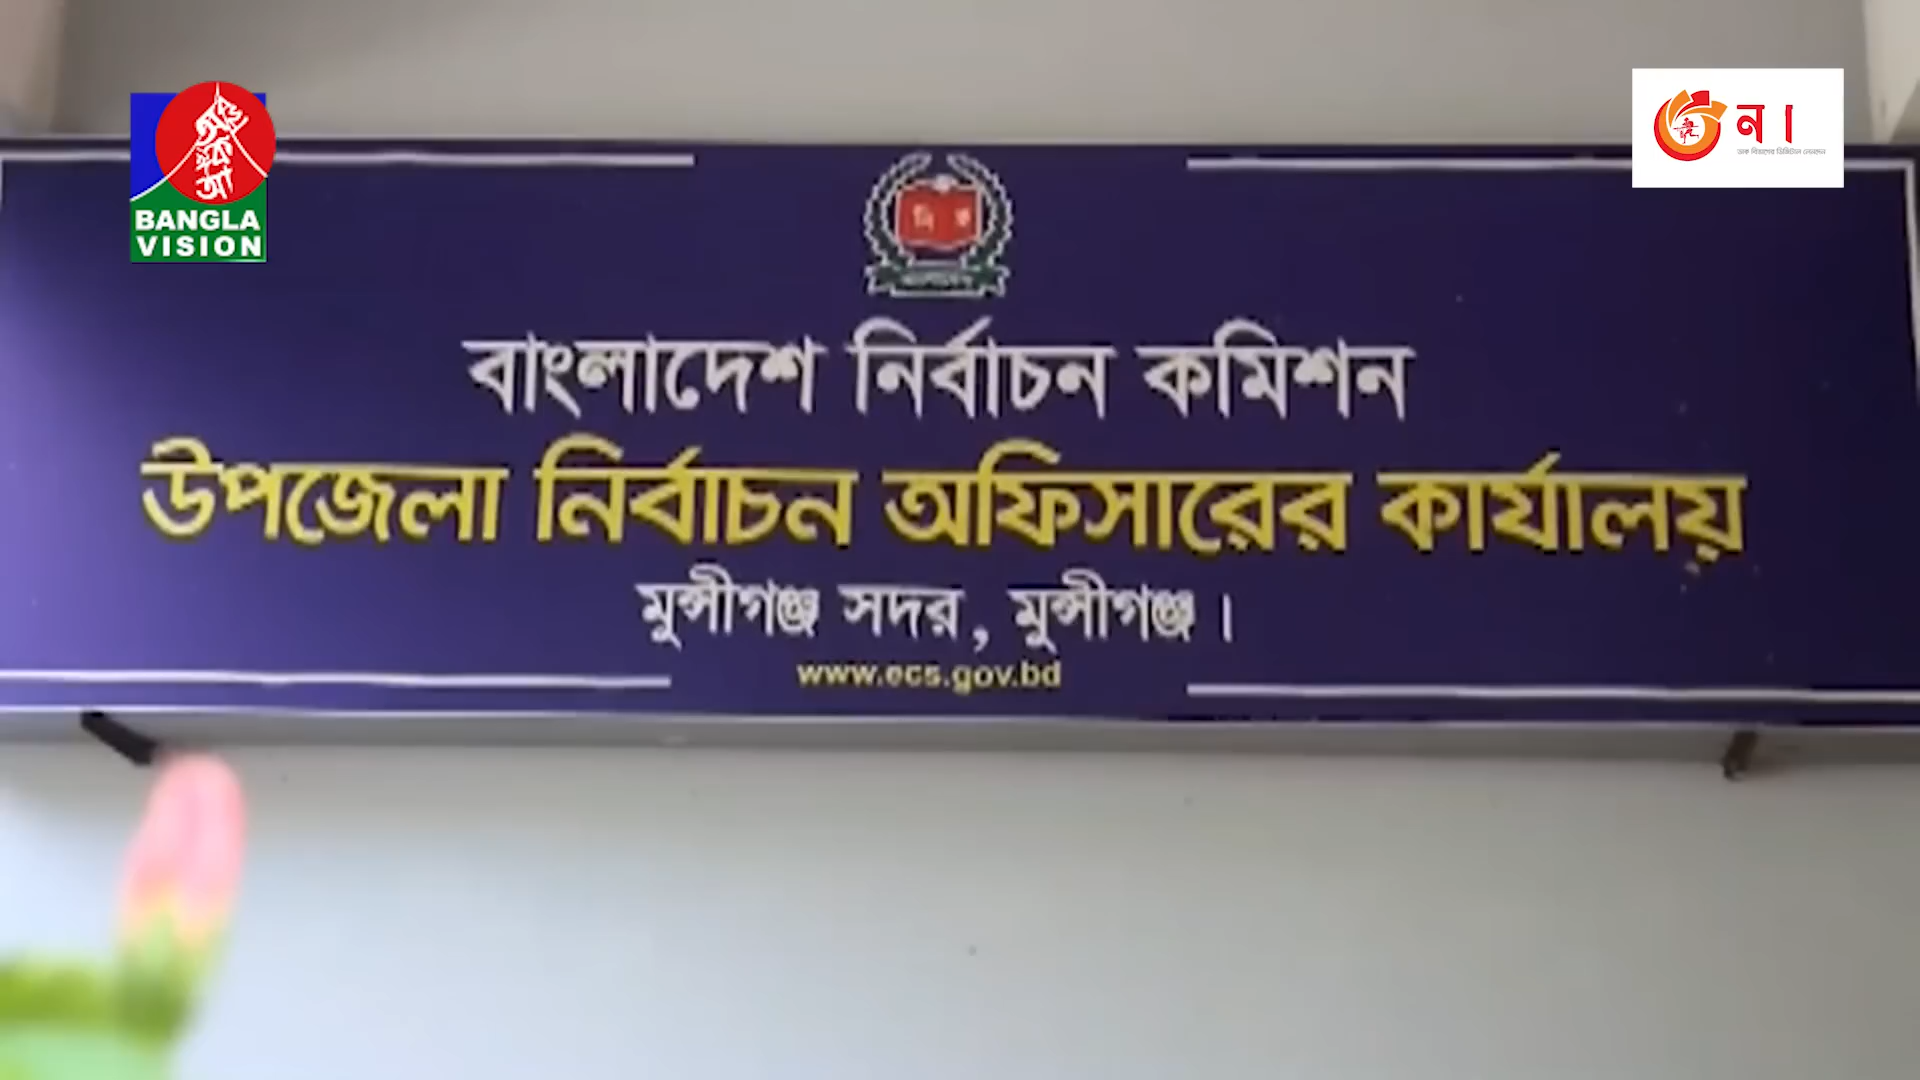 BANGLA
VISION
ন।
বাংলাদেশ নির্বাচন কমিশন
উপজেলা নির্বাচন অফিসারের কার্যালয়
মুন্সীগঞ্জ সদর, মুন্সীগঞ্জ।
www.ecs.gov.bd